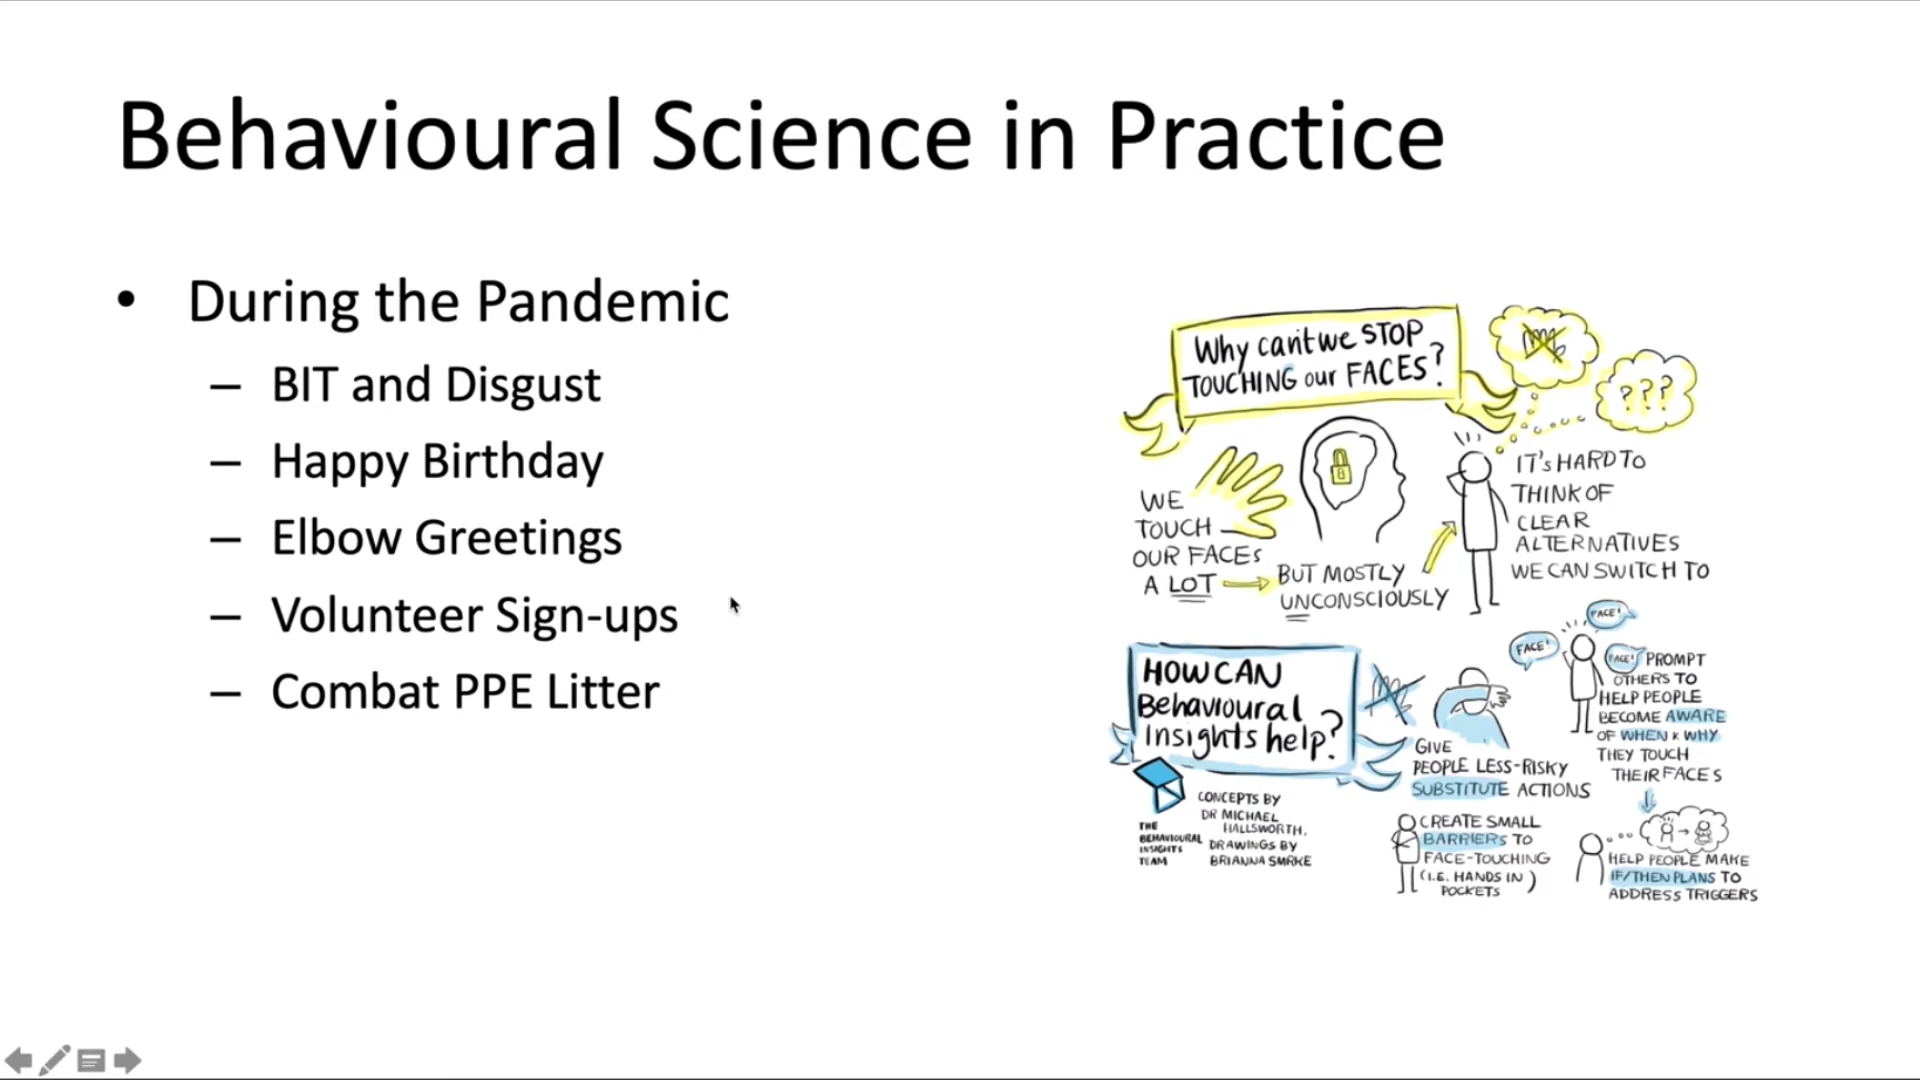 Behavioural Science in Practice
• During the Pandemic
– BIT and Disgust
– Happy Birthday
– Elbow Greetings
– Volunteer Sign-ups
– Combat PPE Litter
Why can't we STOP
TOUCHING our FACES?
???
WE
TOUCH
OUR FACES
A LOT
BUT MOSTLY
UNCONSCIOUSLY
IT'S HARD TO
THINK OF
CLEAR
ALTERNATIVES
WE CAN SWITCH TO
HOW CAN
Behavioural
Insights help?
THE
BEHAVIOURAL
INSIGHTS
TEAM
CONCEPTS BY
DR MICHAEL
HALLSWORTH,
DRAWINGS BY
BRIANNA SMRKE
GIVE
PEOPLE LESS-RISKY
SUBSTITUTE ACTIONS
CREATE SMALL
BARRIERS TO
FACE-TOUCHING
(I.E. HANDS IN)
POCKETS
FACE!
FACE!
FACE! PROMPT
OTHERS TO
HELP PEOPLE
BECOME AWARE
OF WHEN & WHY
THEY TOUCH
THEIR FACES
HELP PEOPLE MAKE
IF/THEN PLANS TO
ADDRESS TRIGGERS